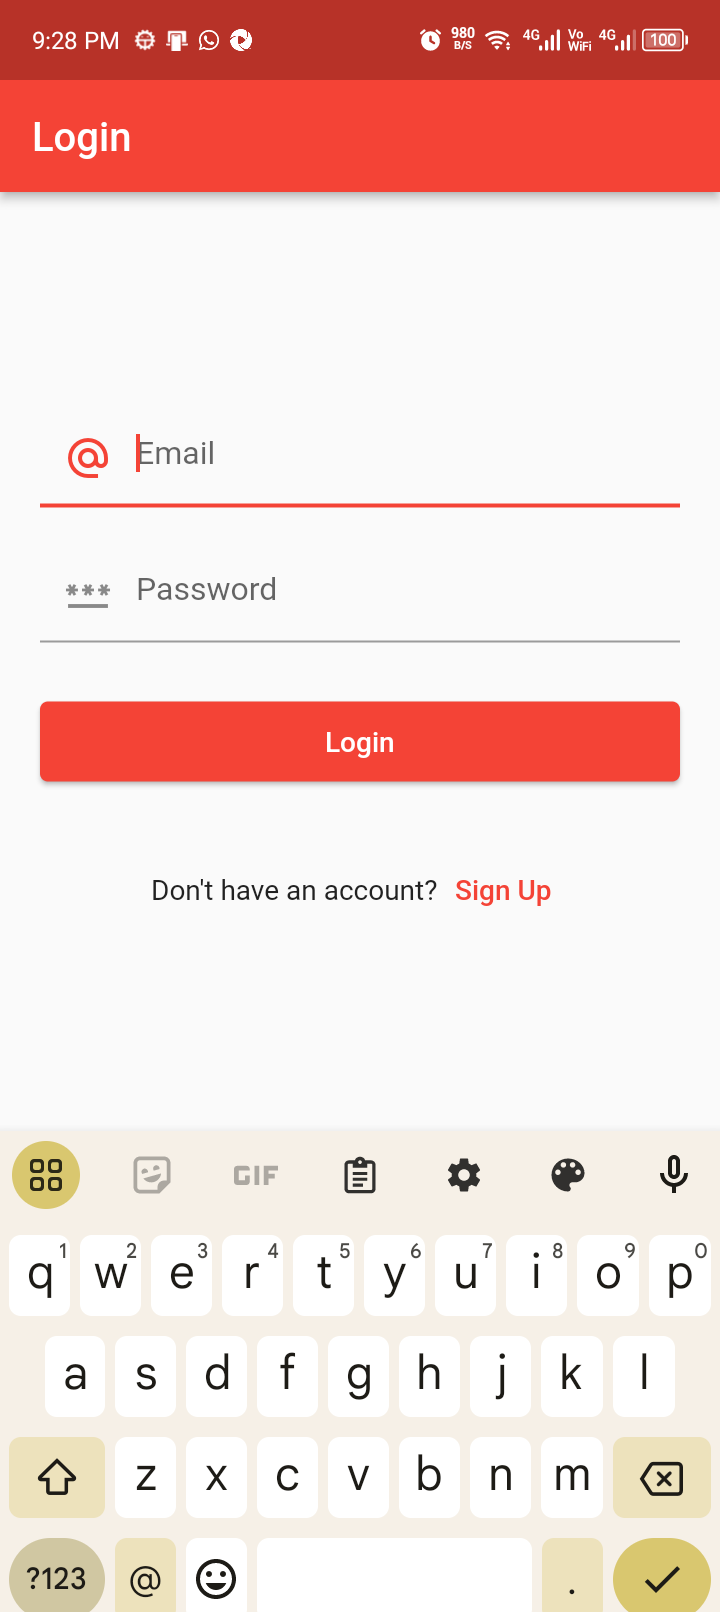 9:28 PM 980 B/S 4G Vo WiFi 4G 100
Login
Email
*** Password
Login
Don't have an account? Sign Up
GIF
q1 w2 e3 r4 t5 y6 u7 i8 o9 p0
a s d f g h j k l
z x c v b n m
?123 @ .